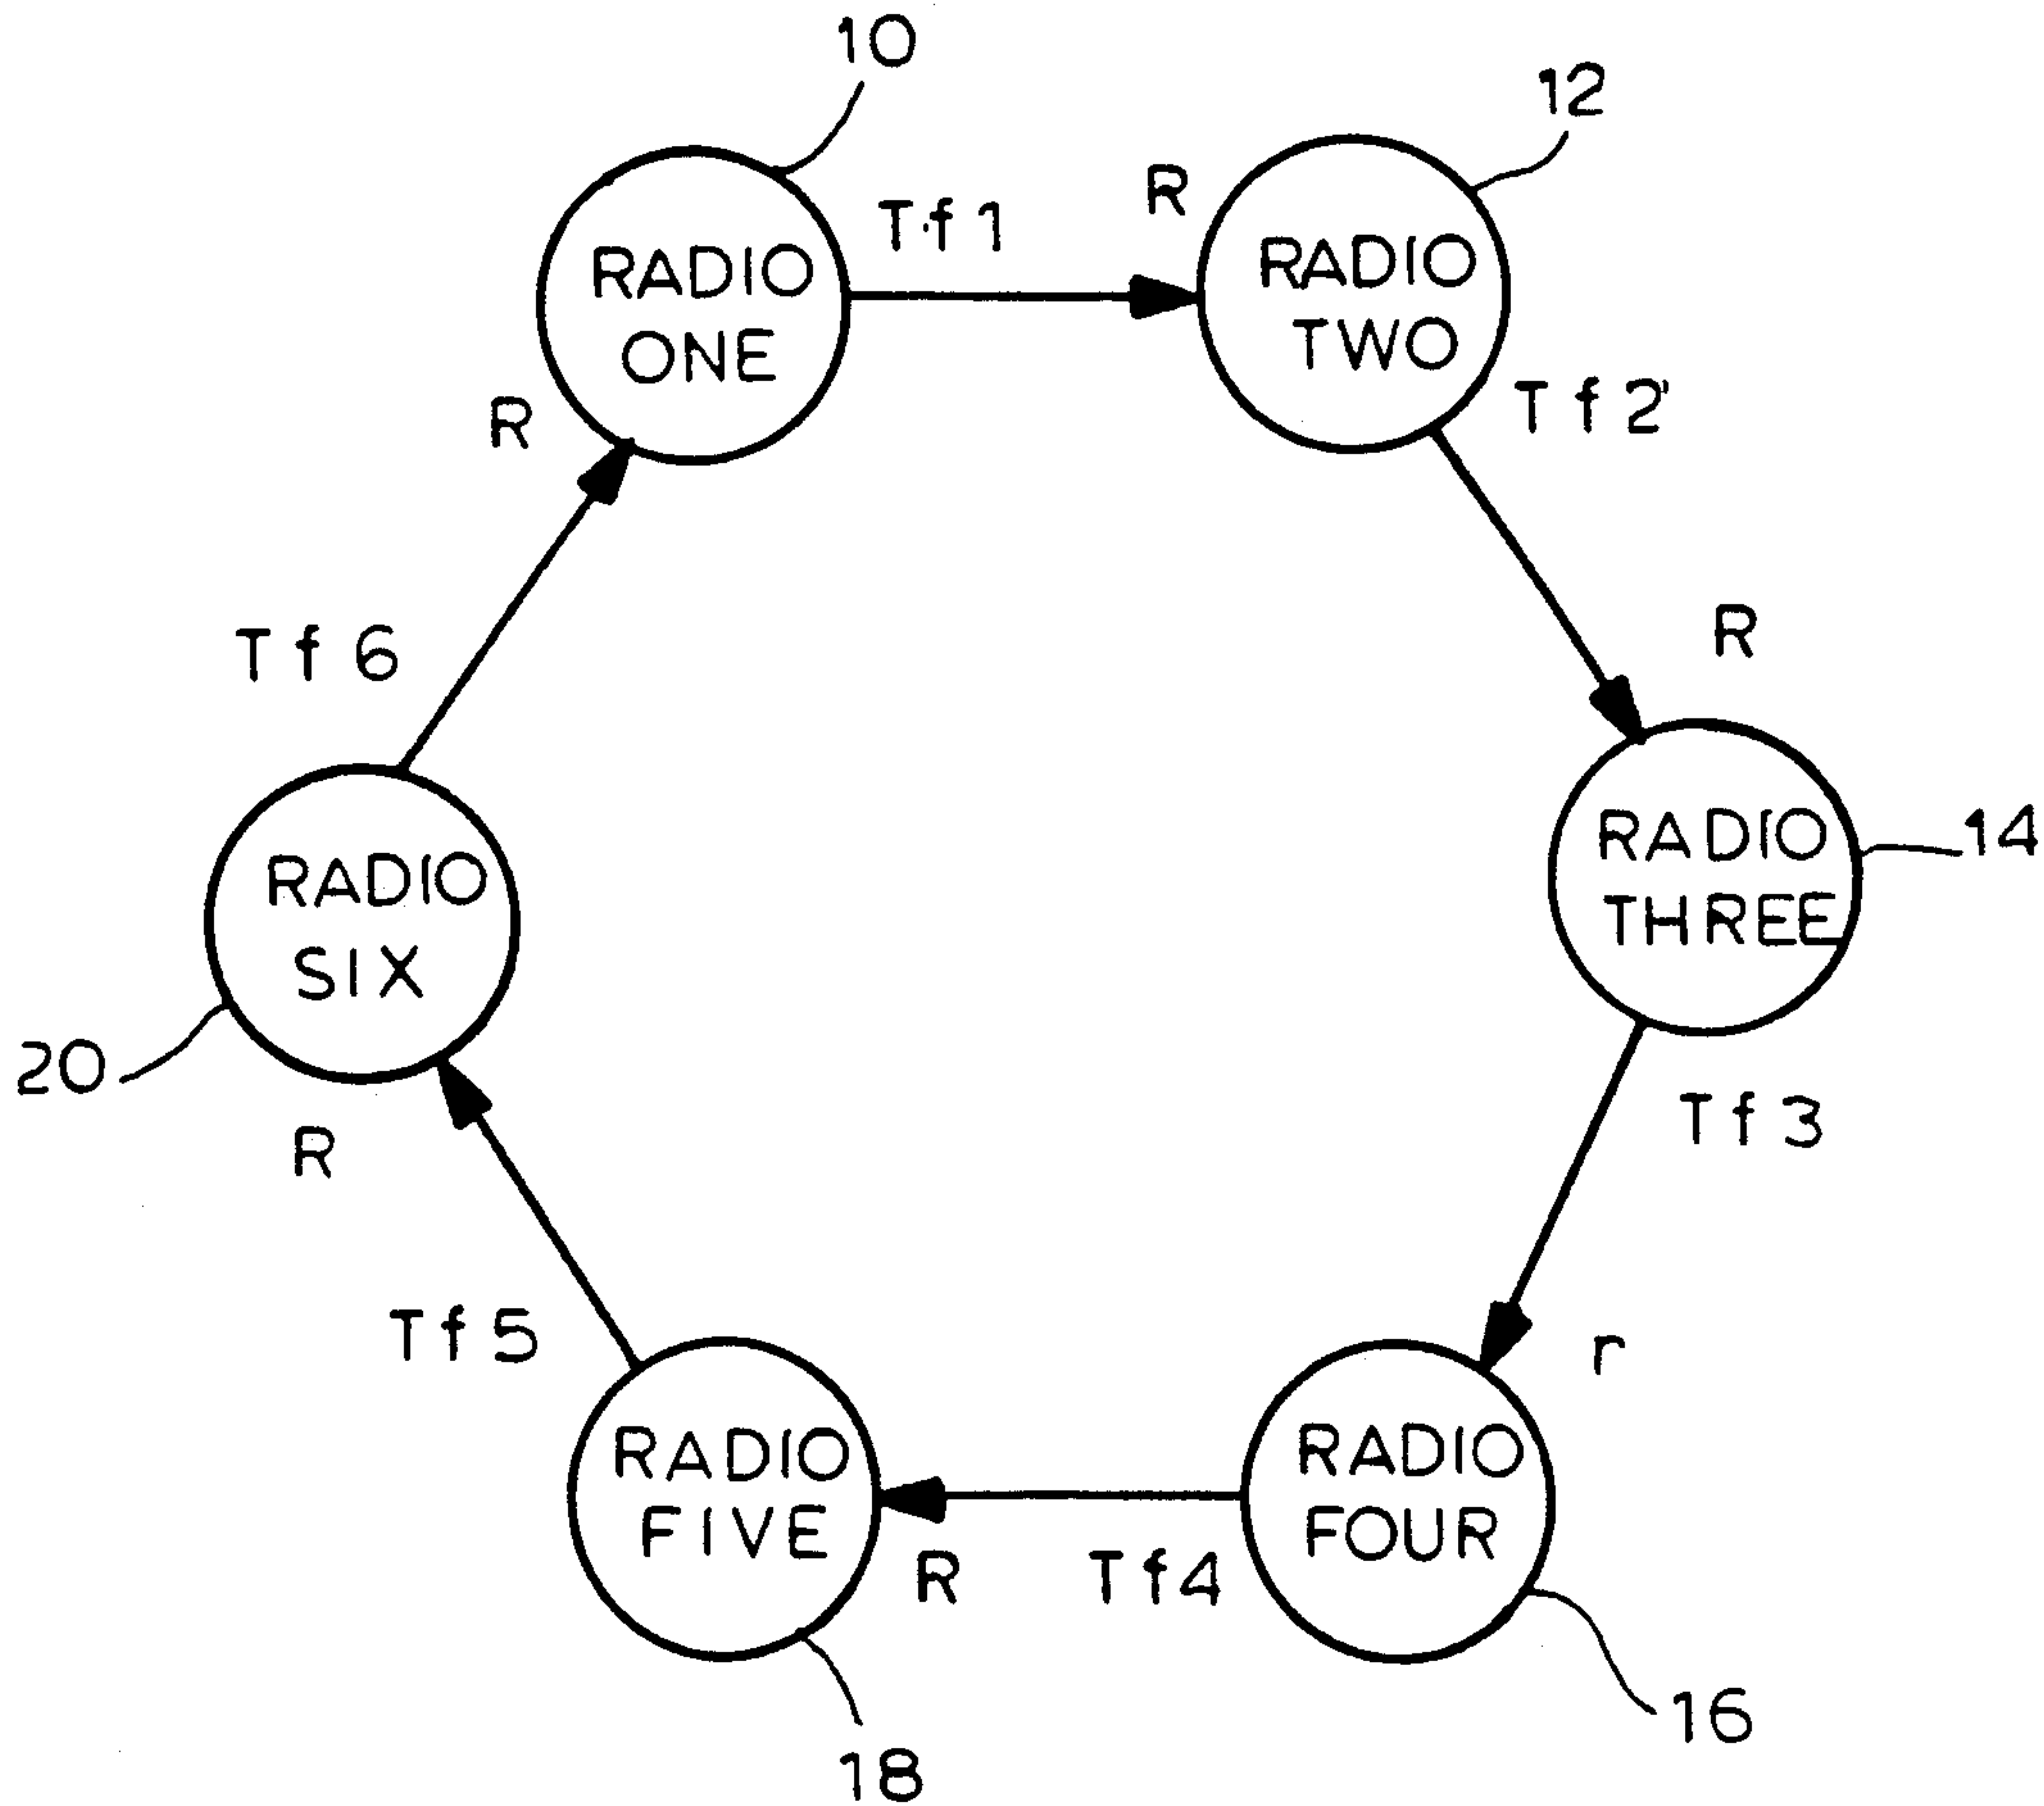 10
12
Tf1
R
RADIO
ONE
RADIO
TWO
R
Tf2
Tf6
R
RADIO
THREE
14
RADIO
SIX
20
R
Tf3
Tf5
r
RADIO
FIVE
R
Tf4
RADIO
FOUR
16
18